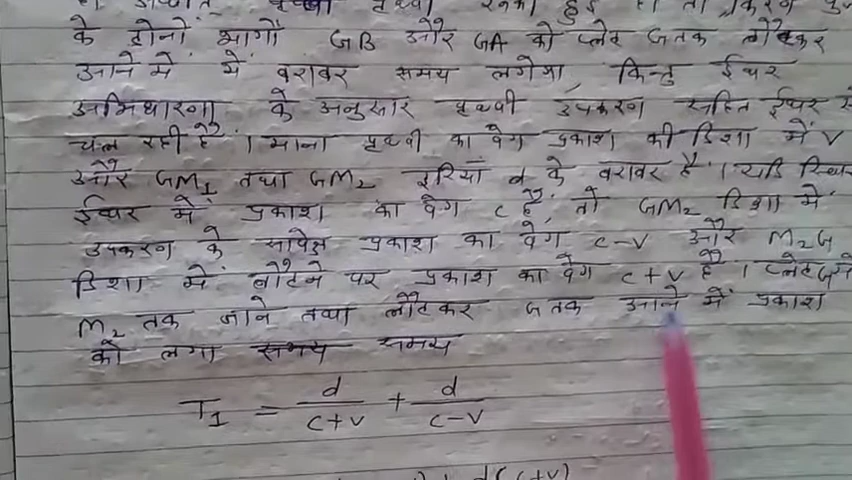 के दोनों भागों GB और GA को प्लेट G तक लौटकर
आने में में बराबर समय लगेगा, किन्तु ईथर
अभिधारणा के अनुसार पृथ्वी उपकरण सहित ईथर से
चल रही है । माना पृथ्वी का वेग प्रकाश की दिशा में V
और GM₁ तथा GM₂ दूरियाँ d के बराबर है । यदि स्थिर
ईथर में प्रकाश का वेग c है, तो GM₂ दिशा में
उपकरण के सापेक्ष प्रकाश का वेग c-v और M₂G
दिशा में लौटने पर प्रकाश का वेग c+v है । प्लेट G से
M₂ तक जाने तथा लौटकर G तक आने में प्रकाश
को लगा समय समय
T₁ = d/(c+v) + d/(c-v)
d(c+v)